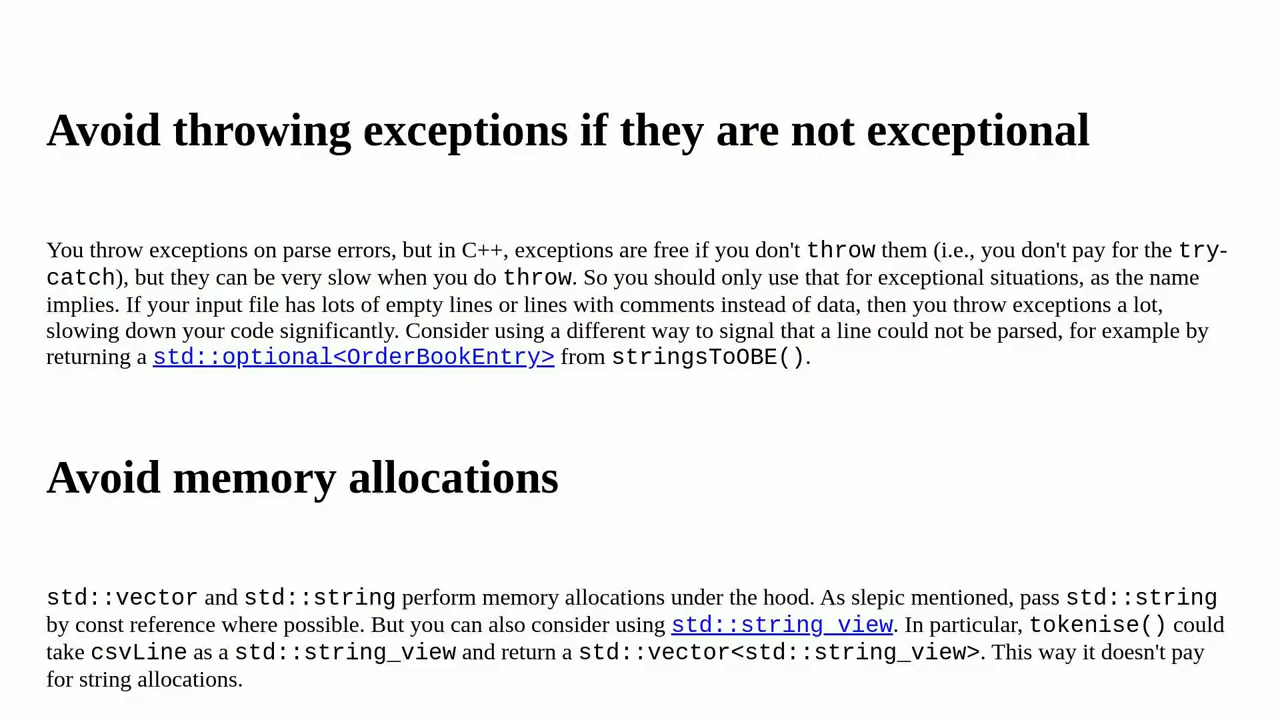 Avoid throwing exceptions if they are not exceptional
You throw exceptions on parse errors, but in C++, exceptions are free if you don't throw them (i.e., you don't pay for the try-
catch), but they can be very slow when you do throw. So you should only use that for exceptional situations, as the name
implies. If your input file has lots of empty lines or lines with comments instead of data, then you throw exceptions a lot,
slowing down your code significantly. Consider using a different way to signal that a line could not be parsed, for example by
returning a std::optional<OrderBookEntry> from stringsToOBE().
Avoid memory allocations
std::vector and std::string perform memory allocations under the hood. As slepic mentioned, pass std::string
by const reference where possible. But you can also consider using std::string_view. In particular, tokenise() could
take csvLine as a std::string_view and return a std::vector<std::string_view>. This way it doesn't pay
for string allocations.